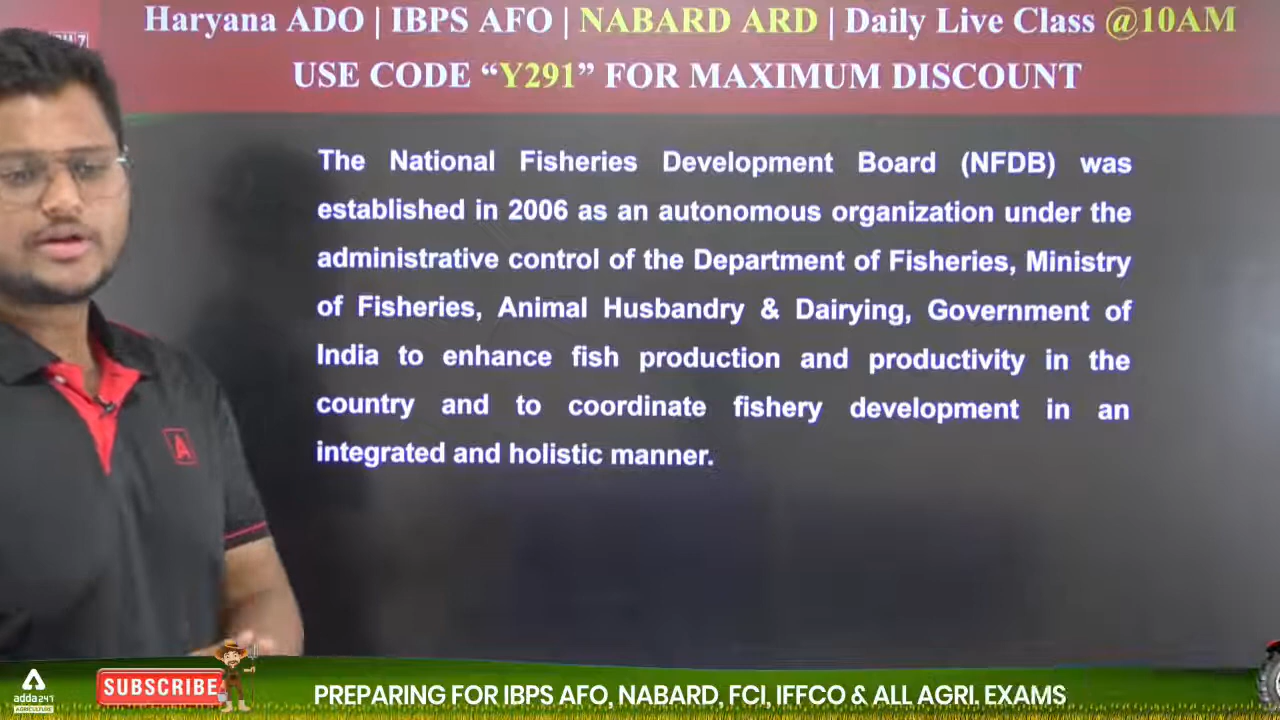 Haryana ADO | IBPS AFO | NABARD ARD | Daily Live Class @10AM
USE CODE “Y291” FOR MAXIMUM DISCOUNT
The National Fisheries Development Board (NFDB) was
established in 2006 as an autonomous organization under the
administrative control of the Department of Fisheries, Ministry
of Fisheries, Animal Husbandry & Dairying, Government of
India to enhance fish production and productivity in the
country and to coordinate fishery development in an
integrated and holistic manner.
A
adda247
AGRICULTURE
SUBSCRIBE
PREPARING FOR IBPS AFO, NABARD, FCI, IFFCO & ALL AGRI. EXAMS